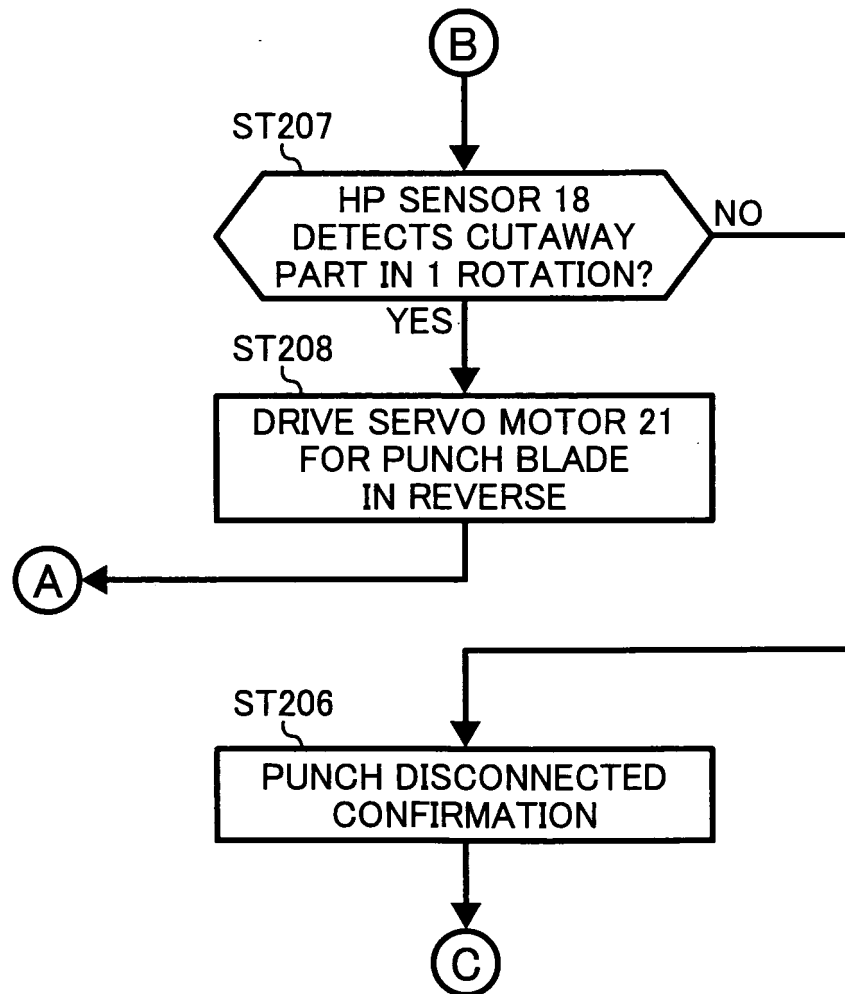 B
ST207
HP SENSOR 18
DETECTS CUTAWAY
PART IN 1 ROTATION?
NO
YES
ST208
DRIVE SERVO MOTOR 21
FOR PUNCH BLADE
IN REVERSE
A
ST206
PUNCH DISCONNECTED
CONFIRMATION
C